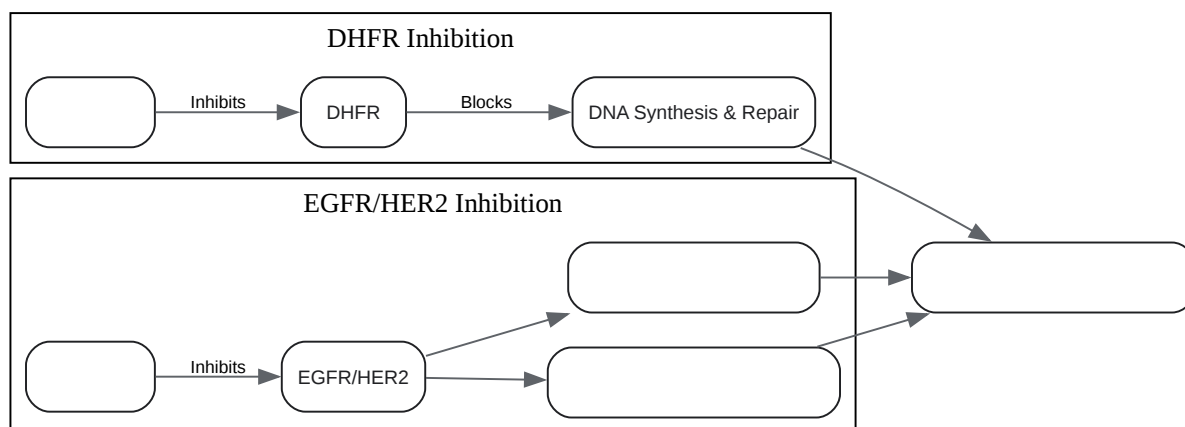 DHFR Inhibition
Inhibits
DHFR
Blocks
DNA Synthesis & Repair
EGFR/HER2 Inhibition
Inhibits
EGFR/HER2